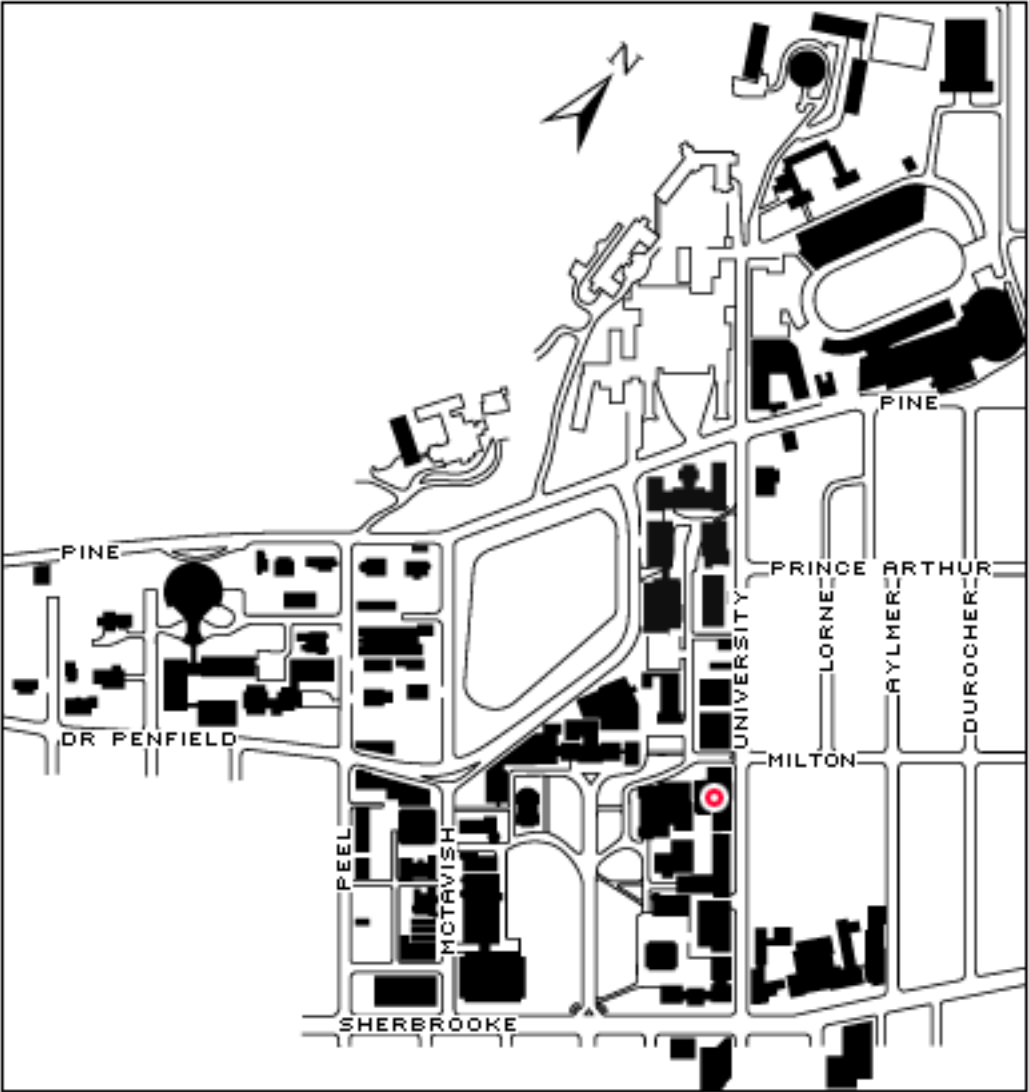 N
PINE
PINE
PRINCE ARTHUR
UNIVERSITY
LORNE
AYLMER
DUROCHER
DR PENFIELD
MILTON
PEEL
MCTAVISH
SHERBROOKE